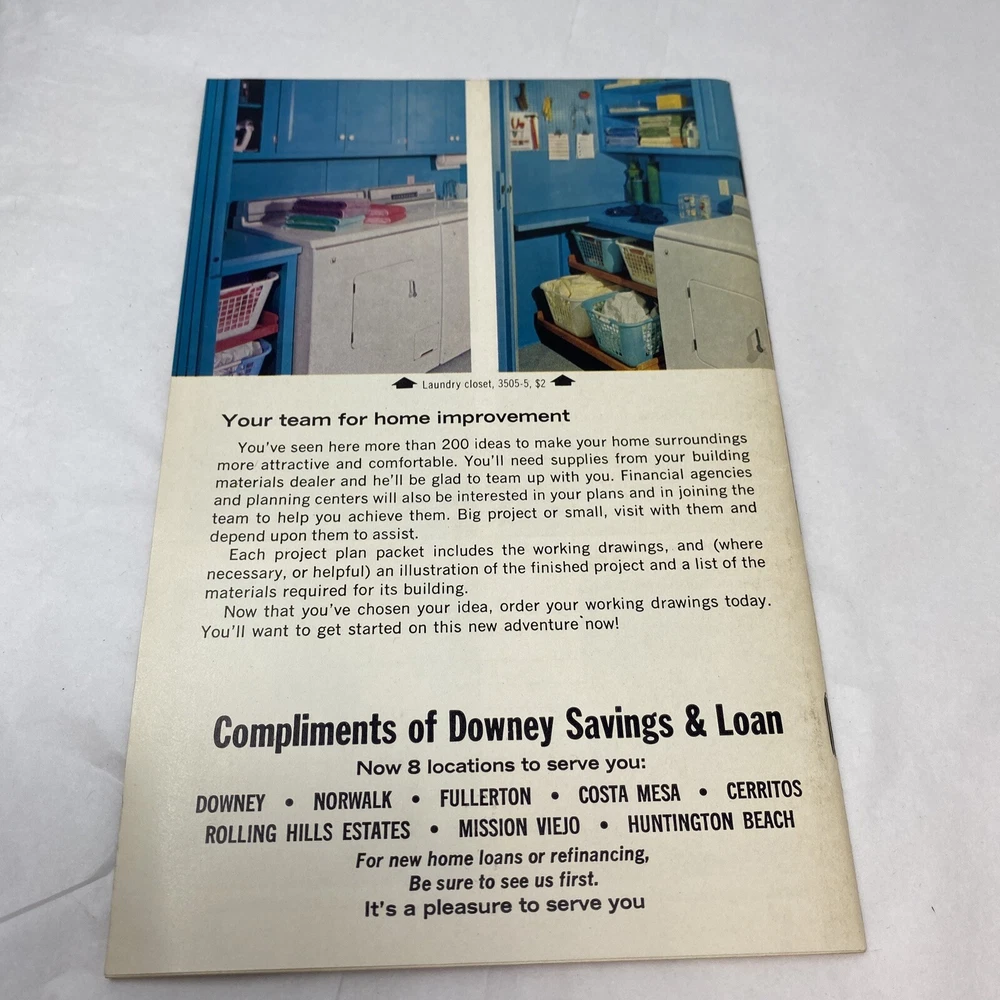 Laundry closet, 3505-5, $2
Your team for home improvement
You've seen here more than 200 ideas to make your home surroundings
more attractive and comfortable. You'll need supplies from your building
materials dealer and he'll be glad to team up with you. Financial agencies
and planning centers will also be interested in your plans and in joining the
team to help you achieve them. Big project or small, visit with them and
depend upon them to assist.
Each project plan packet includes the working drawings, and (where
necessary, or helpful) an illustration of the finished project and a list of the
materials required for its building.
Now that you've chosen your idea, order your working drawings today.
You'll want to get started on this new adventure now!
Compliments of Downey Savings & Loan
Now 8 locations to serve you:
DOWNEY • NORWALK • FULLERTON • COSTA MESA • CERRITOS
ROLLING HILLS ESTATES • MISSION VIEJO • HUNTINGTON BEACH
For new home loans or refinancing,
Be sure to see us first.
It's a pleasure to serve you